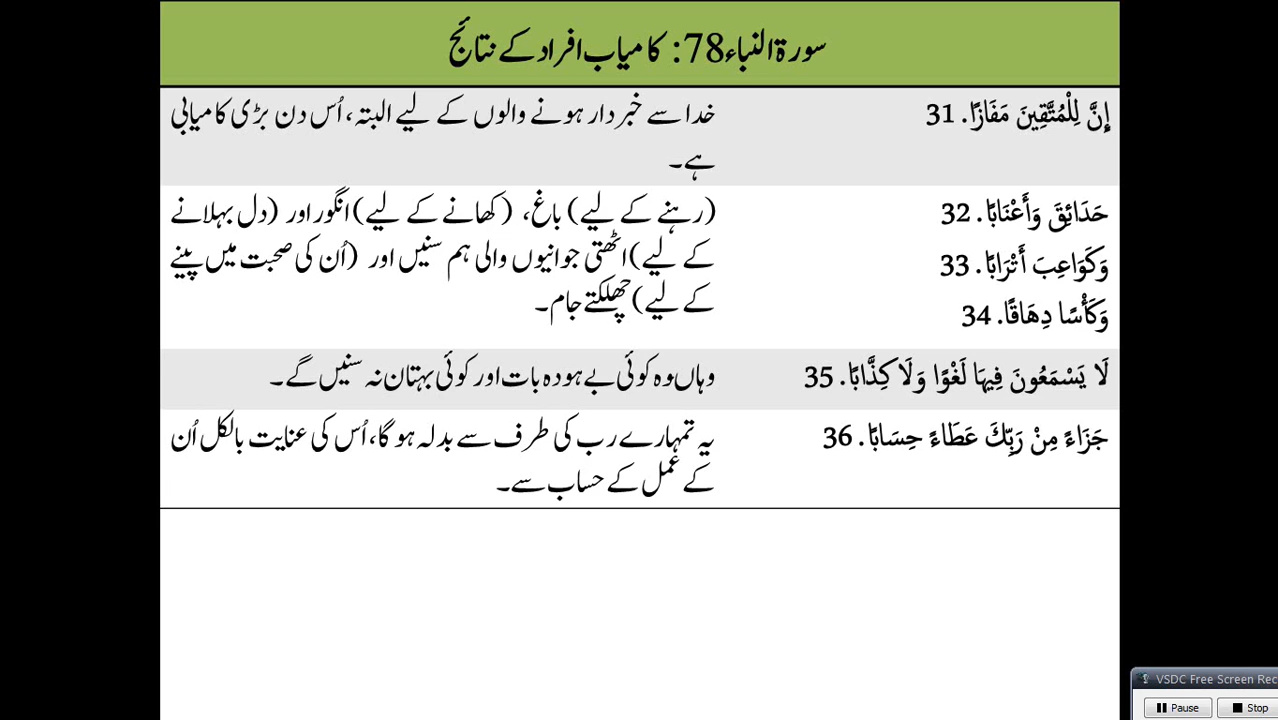 سورۃ النباء 78: کامیاب افراد کے نتائج
إِنَّ لِلْمُتَّقِينَ مَفَازًا. 31
خدا سے خبردار ہونے والوں کے لیے البتہ، اُس دن بڑی کامیابی
ہے۔
حَدَائِقَ وَأَعْنَابًا. 32
وَكَوَاعِبَ أَتْرَابًا. 33
وَكَأْسًا دِهَاقًا. 34
(رہنے کے لیے) باغ، (کھانے کے لیے) انگور اور (دل بہلانے
کے لیے) اٹھتی جوانیوں والی ہم سنیں اور (اُن کی صحبت میں پینے
کے لیے) چھلکتے جام۔
لَا يَسْمَعُونَ فِيهَا لَغْوًا وَلَا كِذَّابًا. 35
وہاں وہ کوئی بے ہودہ بات اور کوئی بہتان نہ سنیں گے۔
جَزَاءً مِنْ رَبِّكَ عَطَاءً حِسَابًا. 36
یہ تمہارے رب کی طرف سے بدلہ ہو گا، اُس کی عنایت بالکل اُن
کے عمل کے حساب سے۔
VSDC Free Screen Rec
Pause
Stop